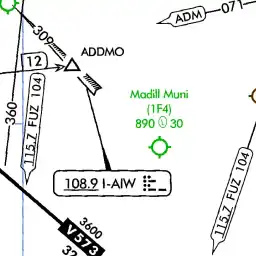 071
ADM
309
ADDMO
12
115.7 FUZ 104
360
Madill Muni
(1F4)
890 Ⓛ 30
108.9 I-AIW
115.7 FUZ 104
3600
V573